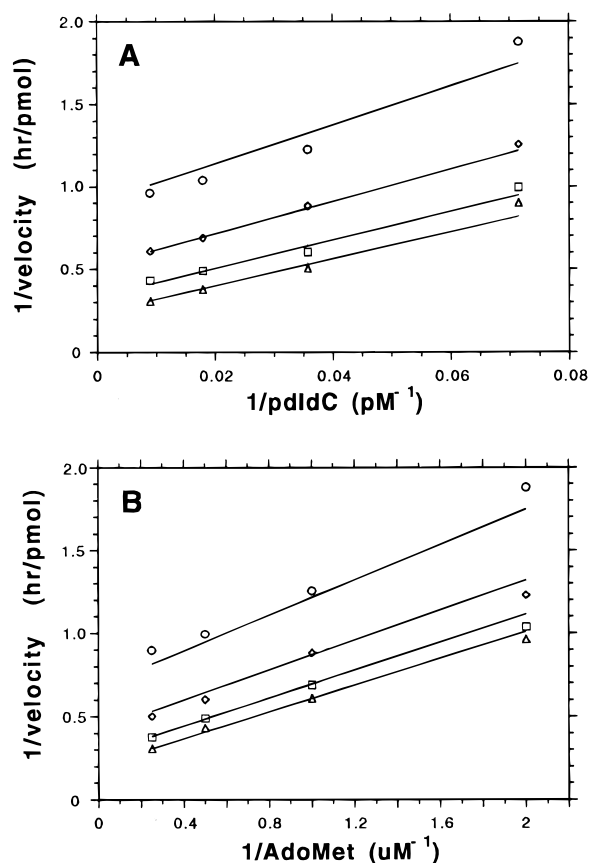 A
2.0
1.5
1.0
0.5
0
1/velocity (hr/pmol)
0 0.02 0.04 0.06 0.08
1/pdIdC (pM⁻¹)
B
2.0
1.5
1.0
0.5
0
1/velocity (hr/pmol)
0 0.4 0.8 1.2 1.6 2
1/AdoMet (uM⁻¹)